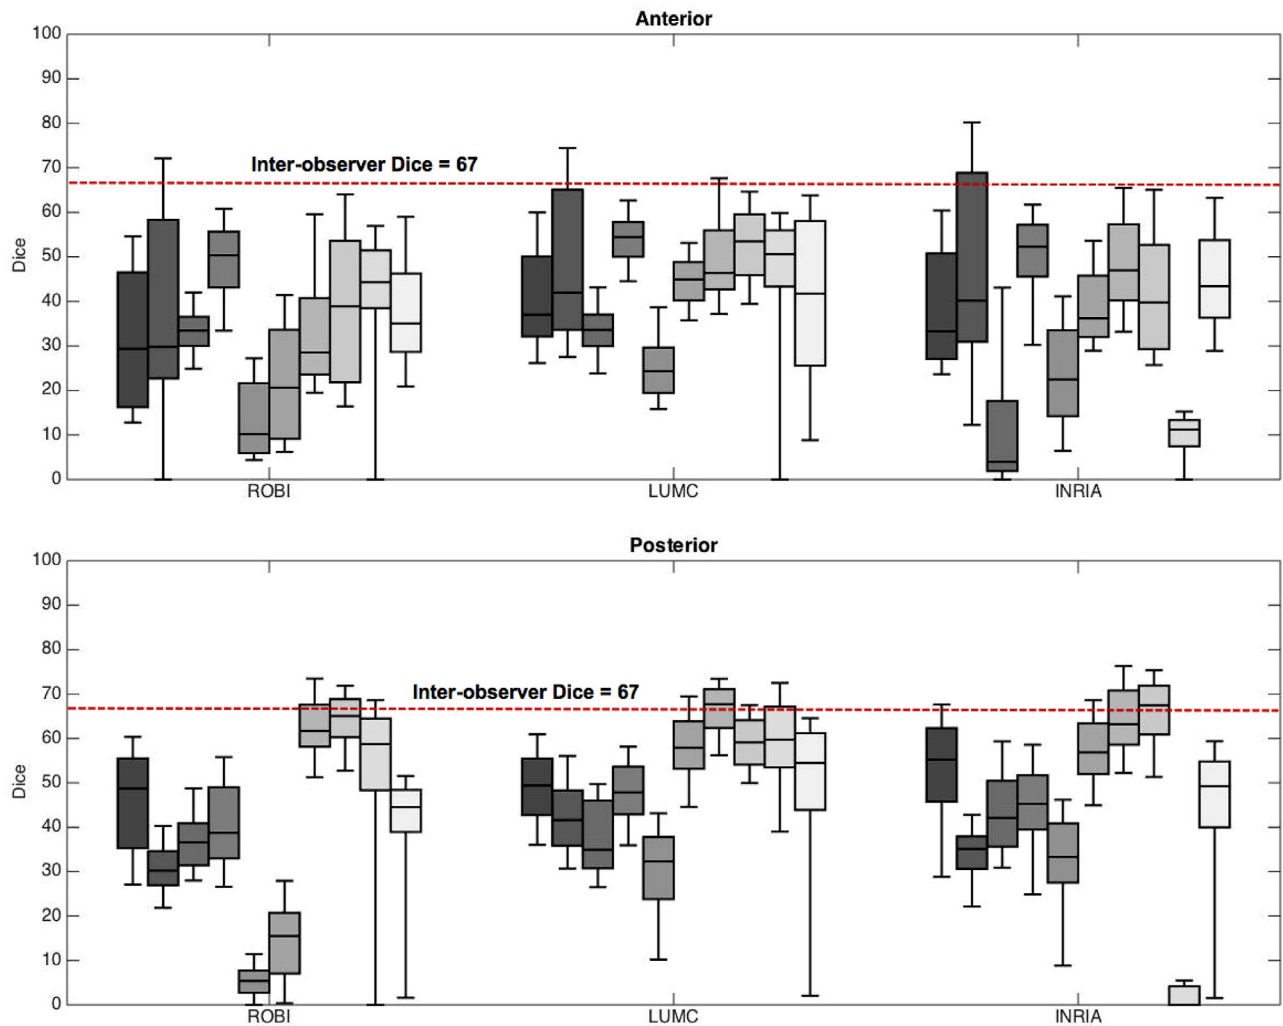 Anterior
100
90
80
70
60
50
40
30
20
10
0
Dice
Inter-observer Dice = 67
ROBI LUMC INRIA
Posterior
100
90
80
70
60
50
40
30
20
10
0
Dice
Inter-observer Dice = 67
ROBI LUMC INRIA